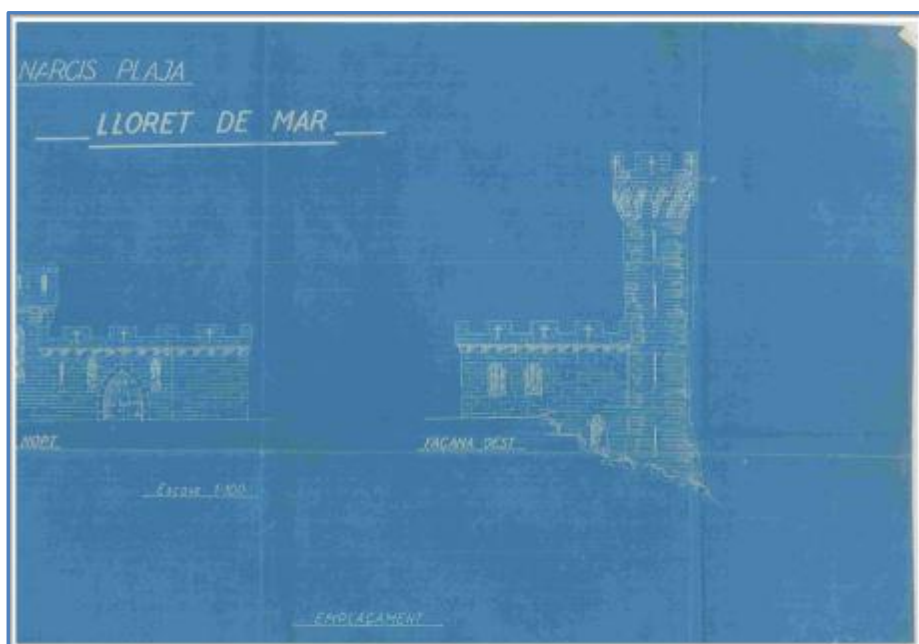 NARCIS PLAJA
LLORET DE MAR
NORT
FAÇANA OEST
Escala 1:100
EMPLAÇAMENT